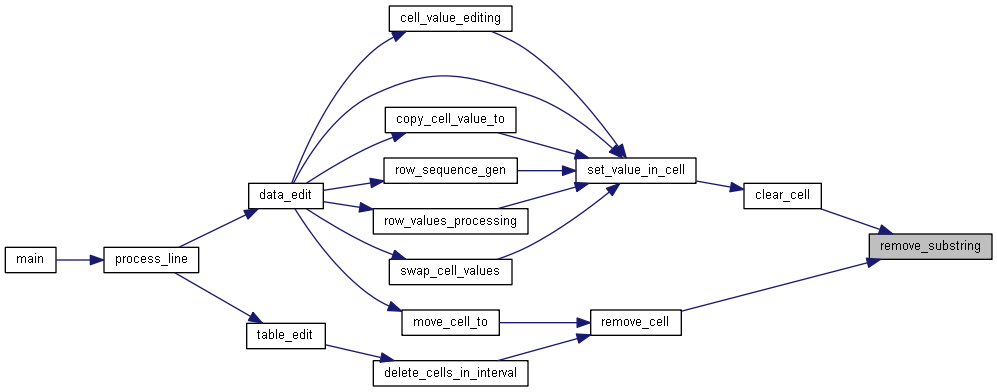 cell_value_editing
copy_cell_value_to
set_value_in_cell
row_sequence_gen
data_edit
clear_cell
row_values_processing
remove_substring
main
process_line
swap_cell_values
move_cell_to
remove_cell
table_edit
delete_cells_in_interval